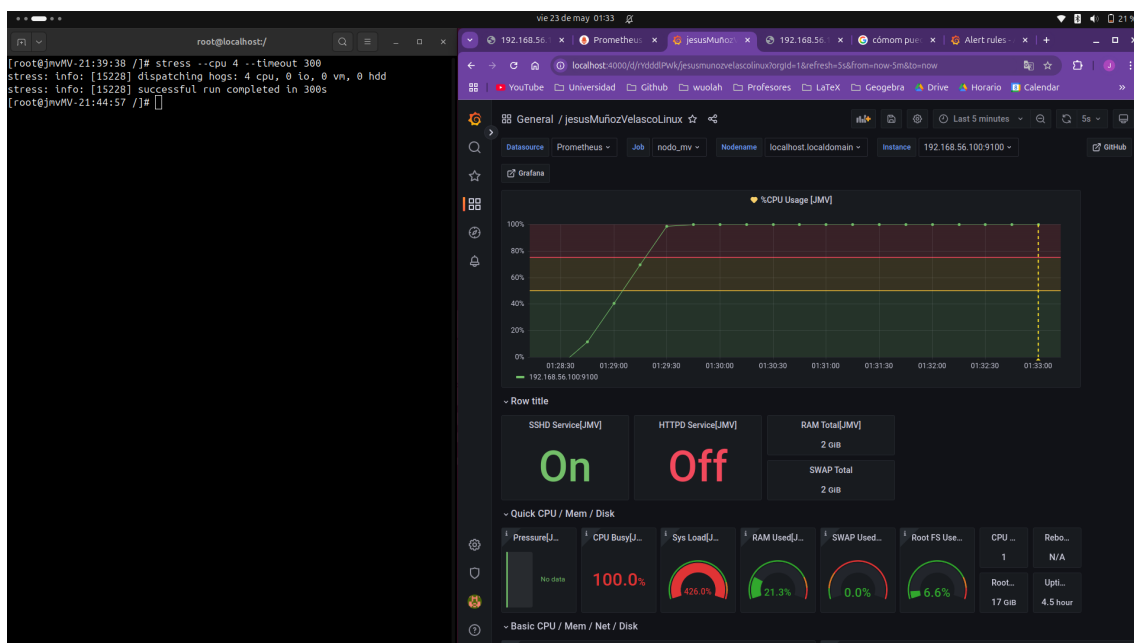 vie 23 de may 01:33
21 %
root@localhost:/
[root@jmvMV-21:39:38 /]# stress --cpu 4 --timeout 300
stress: info: [15228] dispatching hogs: 4 cpu, 0 io, 0 vm, 0 hdd
stress: info: [15228] successful run completed in 300s
[root@jmvMV-21:44:57 /]#
192.168.56.
Prometheus
jesusMuñoz
192.168.56.
cómom pue
Alert rules -
localhost:4000/d/rYdddlPWk/jesusmunozvelascolinux?orgId=1&refresh=5s&from=now-5m&to=now
YouTube
Universidad
Github
wuolah
Profesores
LaTeX
Geogebra
Drive
Horario
Calendar
General / jesusMuñozVelascoLinux
Last 5 minutes
5s
Datasource
Prometheus
Job
nodo_mv
Nodename
localhost.localdomain
Instance
192.168.56.100:9100
GitHub
Grafana
%CPU Usage [JMV]
100%
80%
60%
40%
20%
0%
01:28:30
01:29:00
01:29:30
01:30:00
01:30:30
01:31:00
01:31:30
01:32:00
01:32:30
01:33:00
192.168.56.100:9100
Row title
SSHD Service[JMV]
On
HTTPD Service[JMV]
Off
RAM Total[JMV]
2 GiB
SWAP Total
2 GiB
Quick CPU / Mem / Disk
Pressure[J...
No data
CPU Busy[J...
100.0%
Sys Load[J...
426.0%
RAM Used[J...
21.3%
SWAP Used...
0.0%
Root FS Use...
6.6%
CPU ...
1
Rebo...
N/A
Root...
17 GiB
Upti...
4.5 hour
Basic CPU / Mem / Net / Disk